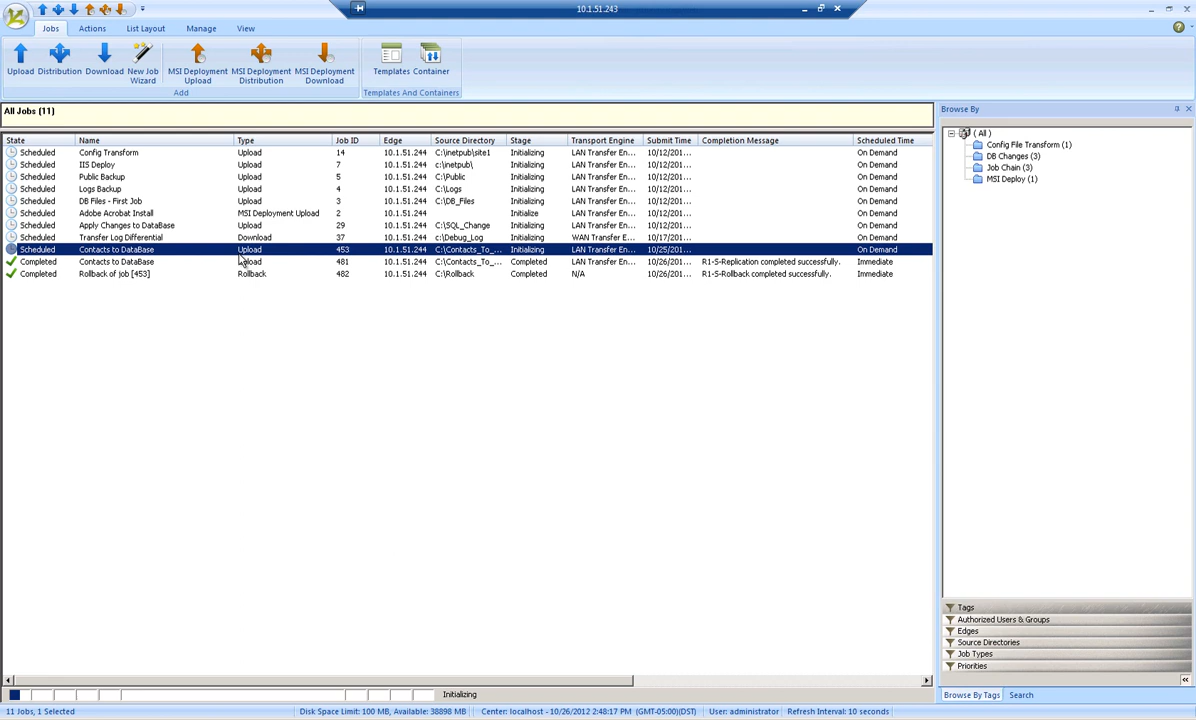 10.1.51.243
Jobs Actions List Layout Manage View
Upload Distribution Download New Job Wizard MSI Deployment Upload MSI Deployment Distribution MSI Deployment Download Templates Container
Add Templates And Containers
All Jobs (11)
State Name Type Job ID Edge Source Directory Stage Transport Engine Submit Time Completion Message Scheduled Time
Scheduled Config Transform Upload 14 10.1.51.244 C:\inetpub\site1 Initializing LAN Transfer En... 10/12/201... On Demand
Scheduled IIS Deploy Upload 7 10.1.51.244 c:\inetpub\ Initializing LAN Transfer En... 10/12/201... On Demand
Scheduled Public Backup Upload 5 10.1.51.244 C:\Public Initializing LAN Transfer En... 10/12/201... On Demand
Scheduled Logs Backup Upload 4 10.1.51.244 C:\Logs Initializing LAN Transfer En... 10/12/201... On Demand
Scheduled DB Files - First Job Upload 3 10.1.51.244 C:\DB_Files Initializing LAN Transfer En... 10/12/201... On Demand
Scheduled Adobe Acrobat Install MSI Deployment Upload 2 10.1.51.244 Initialize LAN Transfer En... 10/12/201... On Demand
Scheduled Apply Changes to DataBase Upload 29 10.1.51.244 C:\SQL_Change Initializing LAN Transfer En... 10/12/201... On Demand
Scheduled Transfer Log Differential Download 37 10.1.51.244 c:\Debug_Log Initializing WAN Transfer E... 10/17/201... On Demand
Scheduled Contacts to DataBase Upload 453 10.1.51.244 C:\Contacts_To_... Initializing LAN Transfer En... 10/25/201... On Demand
Completed Contacts to DataBase Upload 481 10.1.51.244 C:\Contacts_To_... Completed LAN Transfer En... 10/26/201... R1-S-Replication completed successfully. Immediate
Completed Rollback of job [453] Rollback 482 10.1.51.244 C:\Rollback Completed N/A 10/26/201... R1-S-Rollback completed successfully. Immediate
Browse By
( All )
Config File Transform (1)
DB Changes (3)
Job Chain (3)
MSI Deploy (1)
Tags
Authorized Users & Groups
Edges
Source Directories
Job Types
Priorities
Initializing
Browse By Tags Search
11 Jobs, 1 Selected Disk Space Limit: 100 MB, Available: 38898 MB Center: localhost - 10/26/2012 2:48:17 PM (GMT-05:00)(DST) User: administrator Refresh Interval: 10 seconds